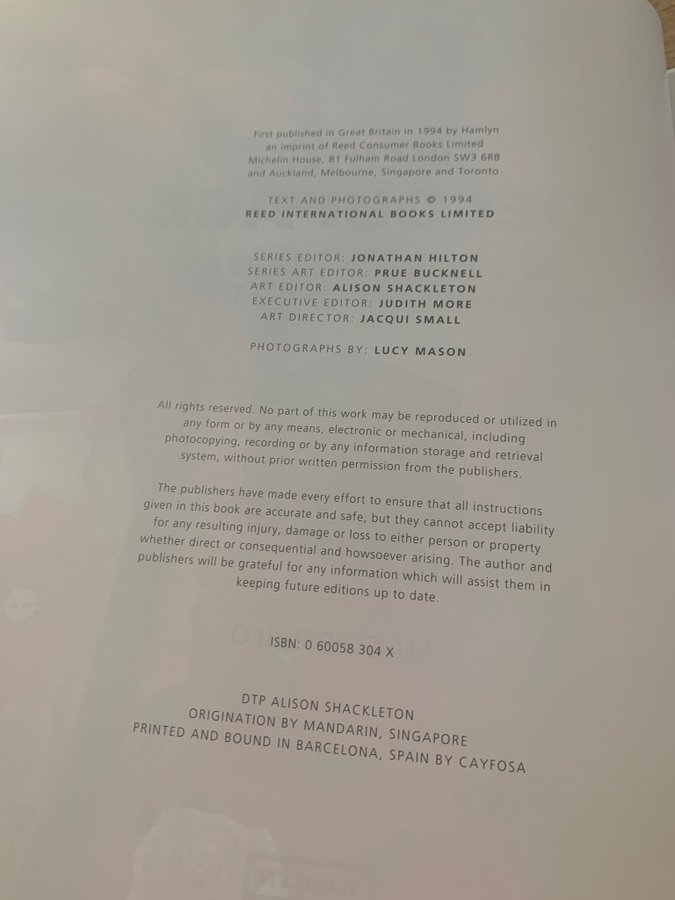 First published in Great Britain in 1994 by Hamlyn
an imprint of Reed Consumer Books Limited
Michelin House, 81 Fulham Road London SW3 6RB
and Auckland, Melbourne, Singapore and Toronto
TEXT AND PHOTOGRAPHS © 1994
REED INTERNATIONAL BOOKS LIMITED
SERIES EDITOR: JONATHAN HILTON
SERIES ART EDITOR: PRUE BUCKNELL
ART EDITOR: ALISON SHACKLETON
EXECUTIVE EDITOR: JUDITH MORE
ART DIRECTOR: JACQUI SMALL
PHOTOGRAPHS BY: LUCY MASON
All rights reserved. No part of this work may be reproduced or utilized in
any form or by any means, electronic or mechanical, including
photocopying, recording or by any information storage and retrieval
system, without prior written permission from the publishers.
The publishers have made every effort to ensure that all instructions
given in this book are accurate and safe, but they cannot accept liability
for any resulting injury, damage or loss to either person or property
whether direct or consequential and howsoever arising. The author and
publishers will be grateful for any information which will assist them in
keeping future editions up to date.
ISBN: 0 60058 304 X
DTP ALISON SHACKLETON
ORIGINATION BY MANDARIN, SINGAPORE
PRINTED AND BOUND IN BARCELONA, SPAIN BY CAYFOSA